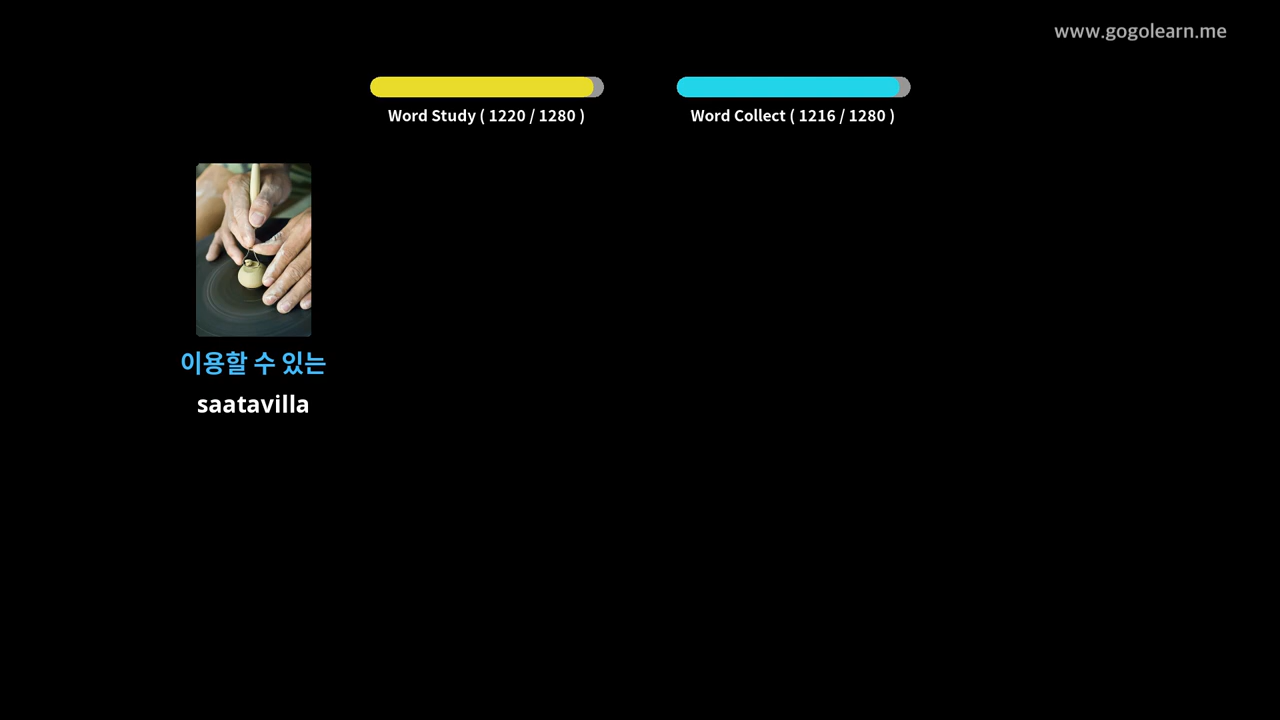 www.gogolearn.me
Word Study ( 1220 / 1280 )
Word Collect ( 1216 / 1280 )
이용할 수 있는
saatavilla